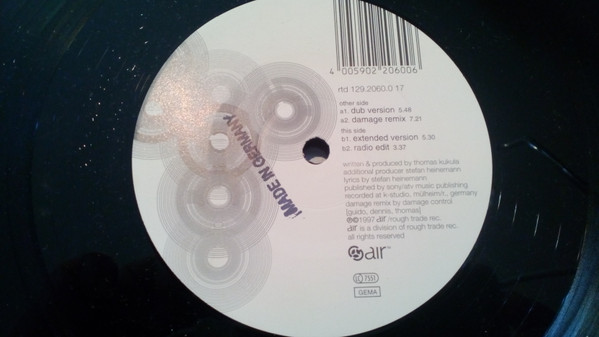 4 005902 206006
rtd 129.2060.0 17
other side
a1. dub version 5.48
a2. damage remix 7.21
this side
b1. extended version 5.30
b2. radio edit 3.37
written & produced by thomas kukula
additional producer stefan heinemann
lyrics by stefan heinemann
published by sony/atv-music publishing
recorded at k-studio, mülheim/r., germany
damage remix by damage control
[guido, dennis, thomas]
℗©1997 air /rough trade rec.
air is a division of rough trade rec.
all rights reserved
air™
LC 7551
GEMA
¡MADE IN GERMANY